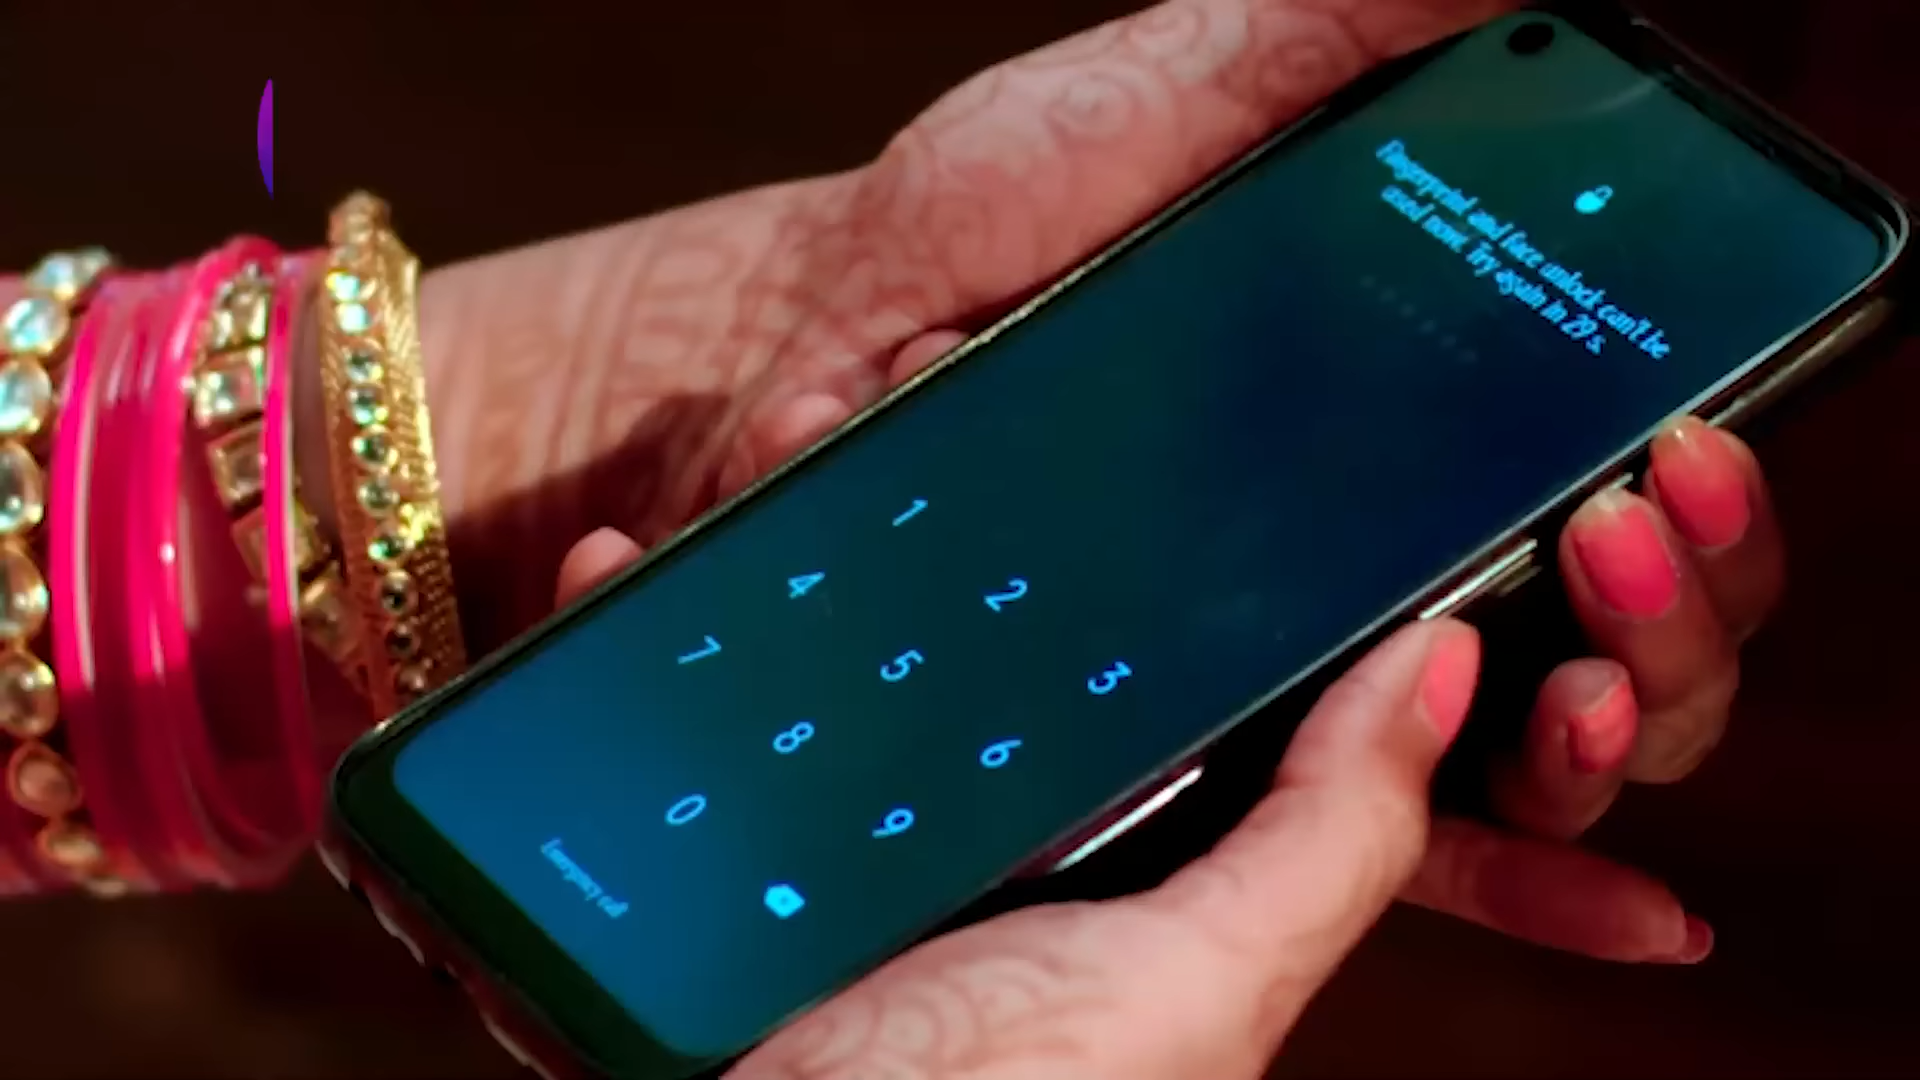 Fingerprint and face unlock can't be
used now. Try again in 29 s.
1 2 3
4 5 6
7 8 9
0
Emergency call